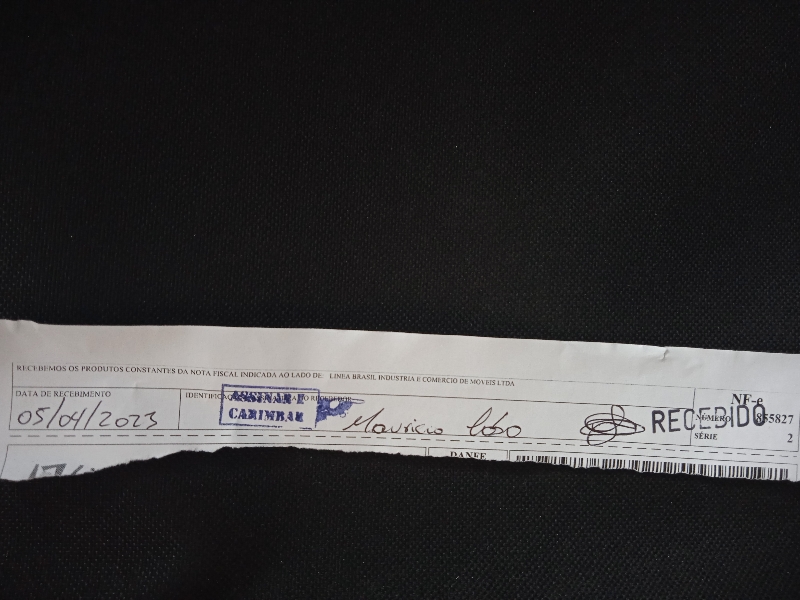 RECEBEMOS OS PRODUTOS CONSTANTES DA NOTA FISCAL INDICADA AO LADO DE: LINEA BRASIL INDUSTRIA E COMERCIO DE MOVEIS LTDA
DATA DE RECEBIMENTO
05/04/2023
ASSINAR E
CARIMBAR
Mauricio Lobo
RECEBIDO
NF-e
NÚMERO 855827
SÉRIE 2
DANFE